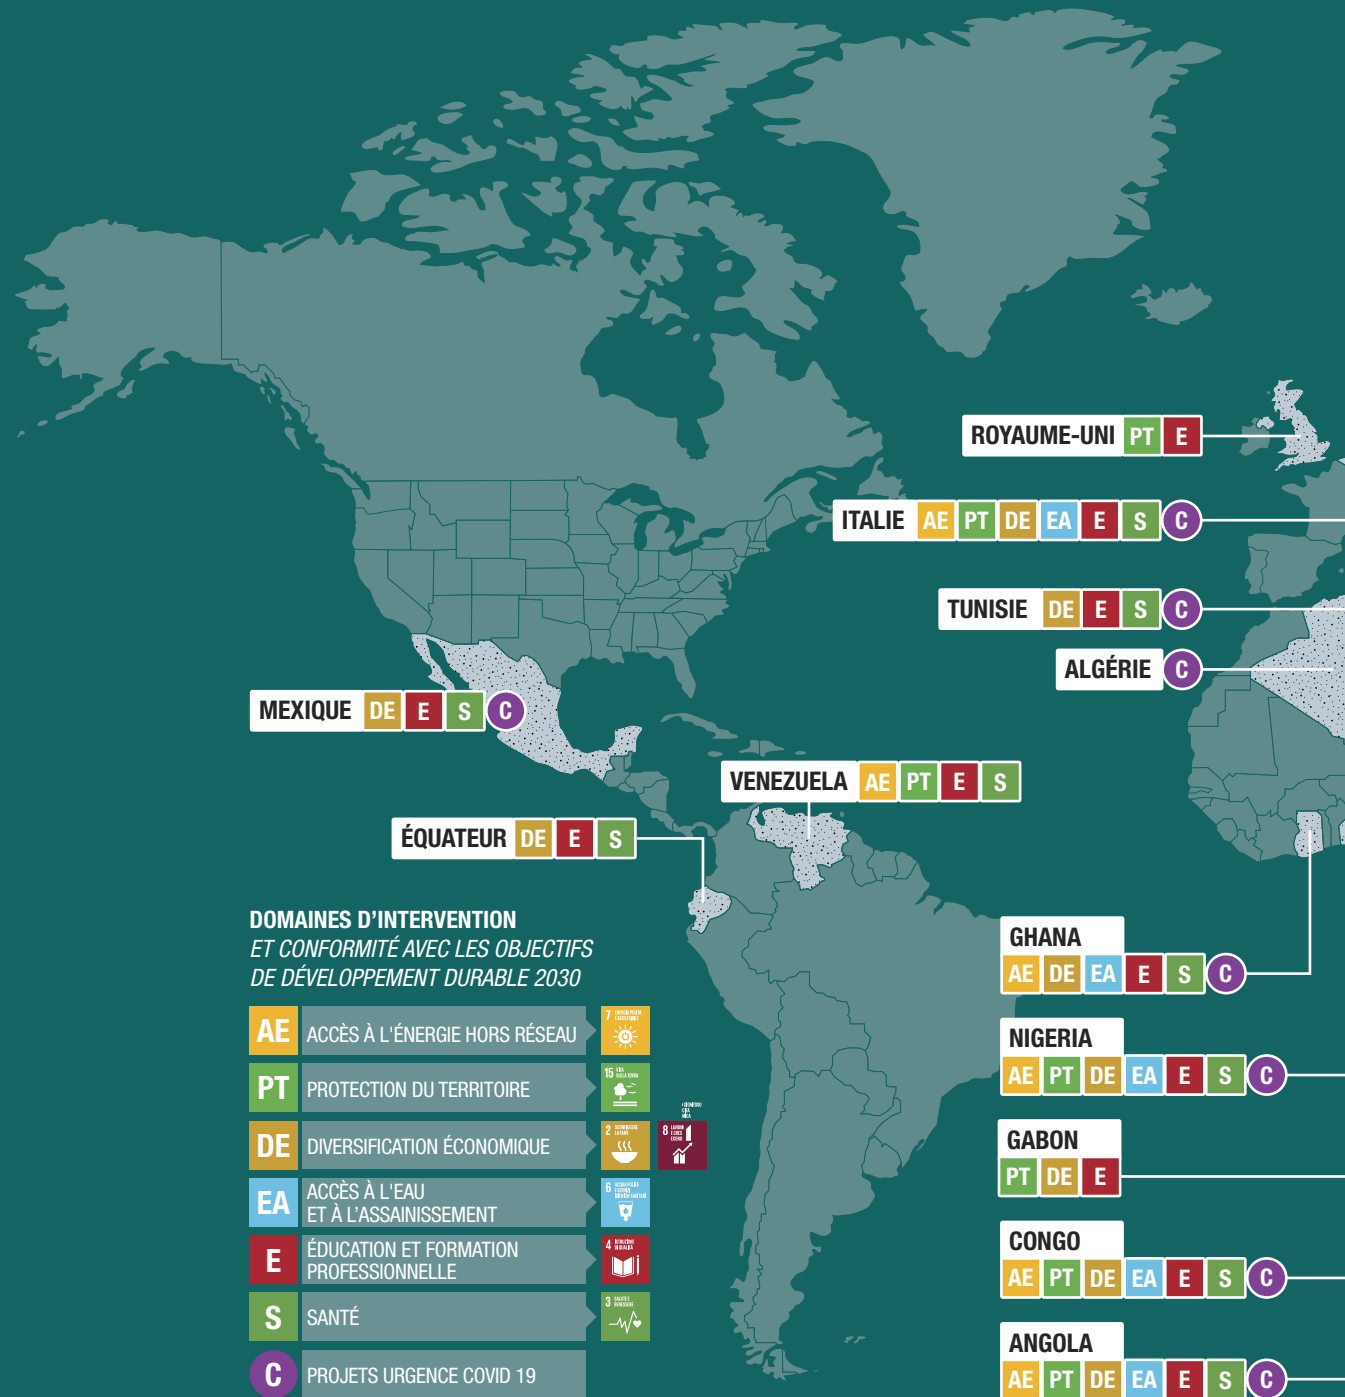 ROYAUME-UNI PT E
ITALIE AE PT DE EA E S C
TUNISIE DE E S C
ALGÉRIE C
MEXIQUE DE E S C
VENEZUELA AE PT E S
ÉQUATEUR DE E S
DOMAINES D'INTERVENTION
ET CONFORMITÉ AVEC LES OBJECTIFS
DE DÉVELOPPEMENT DURABLE 2030
AE ACCÈS À L'ÉNERGIE HORS RÉSEAU 7
PT PROTECTION DU TERRITOIRE 15
DE DIVERSIFICATION ÉCONOMIQUE 2 8
EA ACCÈS À L'EAU
ET À L'ASSAINISSEMENT 6
E ÉDUCATION ET FORMATION
PROFESSIONNELLE 4
S SANTÉ 3
C PROJETS URGENCE COVID 19
GHANA
AE DE EA E S C
NIGERIA
AE PT DE EA E S C
GABON
PT DE E
CONGO
AE PT DE EA E S C
ANGOLA
AE PT DE EA E S C